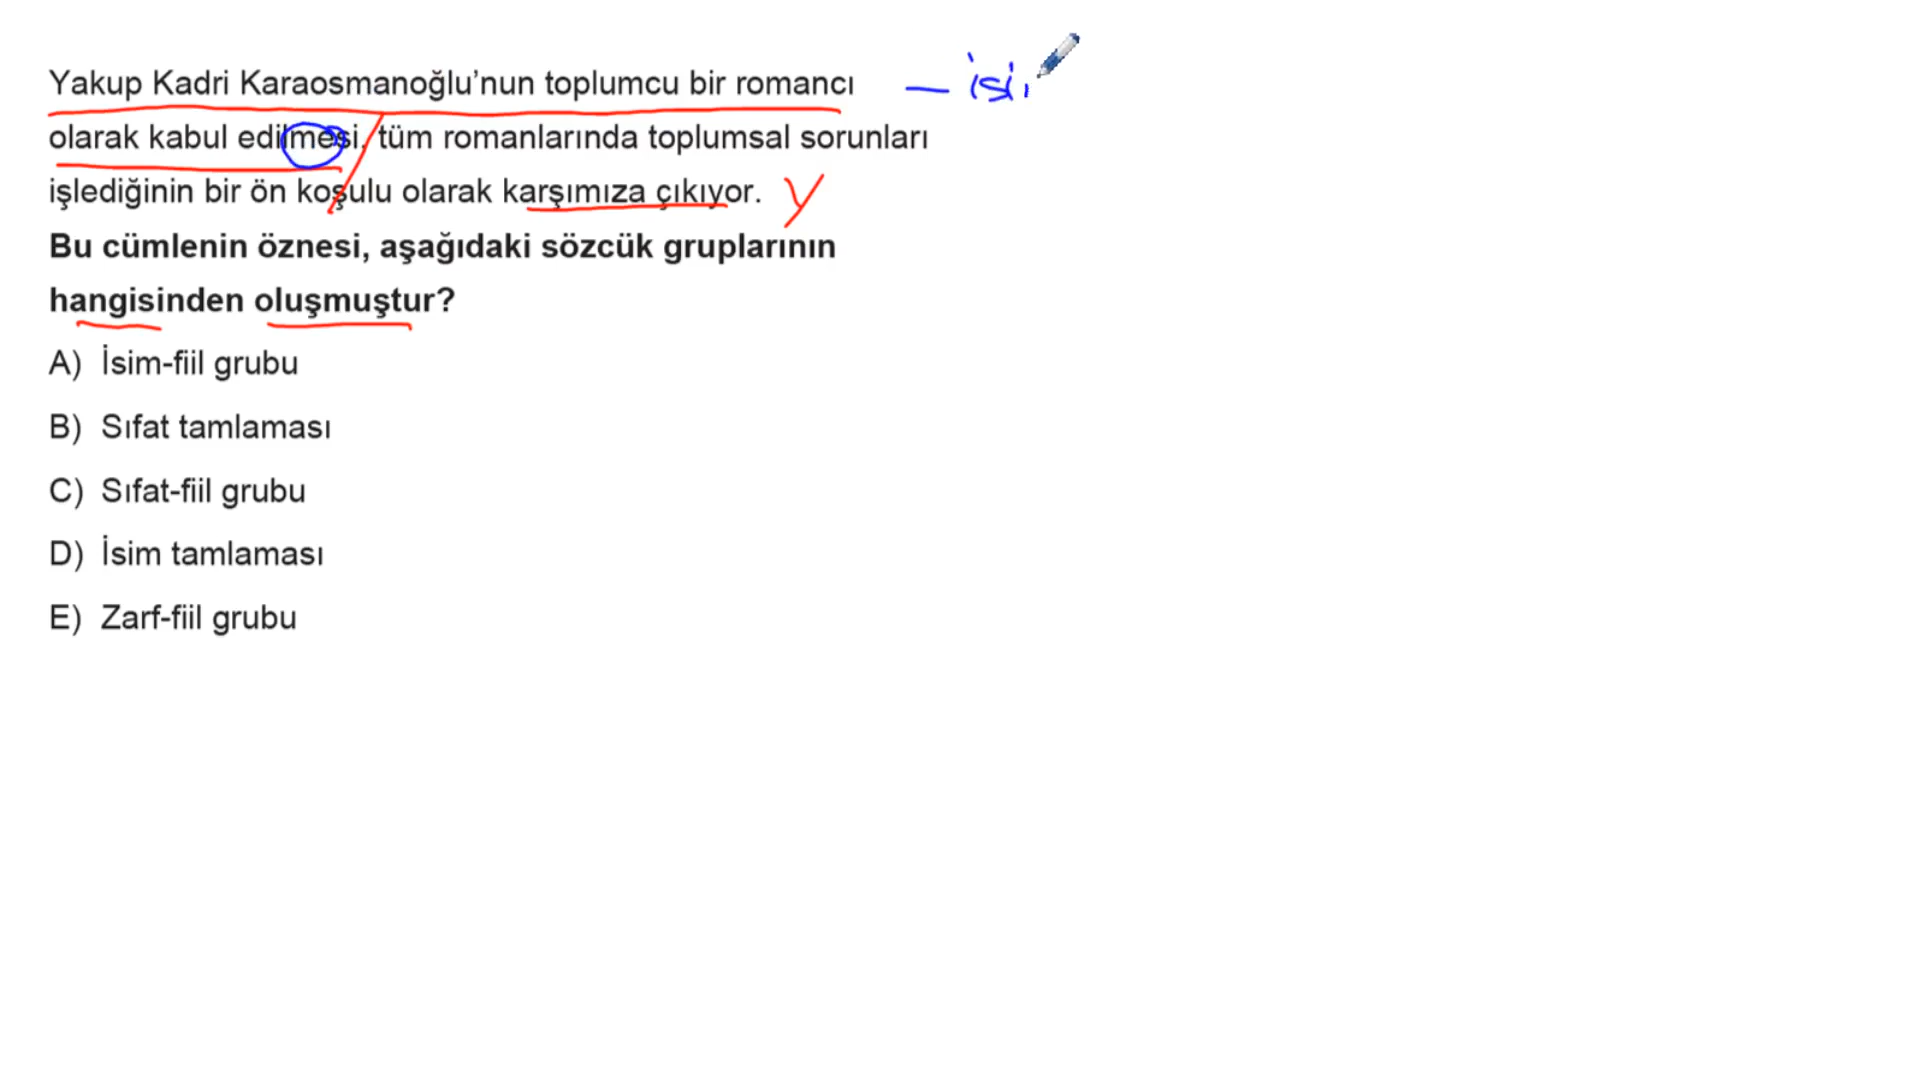 Yakup Kadri Karaosmanoğlu'nun toplumcu bir romancı – isi
olarak kabul edilmesi, tüm romanlarında toplumsal sorunları
işlediğinin bir ön koşulu olarak karşımıza çıkıyor. Y
Bu cümlenin öznesi, aşağıdaki sözcük gruplarının
hangisinden oluşmuştur?
A) İsim-fiil grubu
B) Sıfat tamlaması
C) Sıfat-fiil grubu
D) İsim tamlaması
E) Zarf-fiil grubu